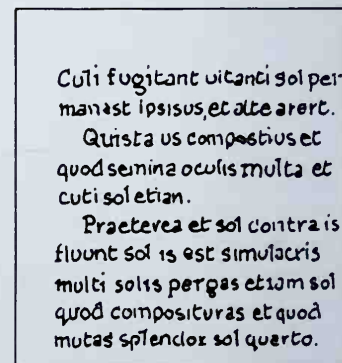 Culi fugitant uitanti sol per-
manast ipsisus, et alte arert.
Quista us compostius et
quod semina oculis multa et
cuti sol etian.
Praeterea et sol contra is
fluunt sol is est simulacris
multi solis pergas etiam sol
quod composituras et quod
mutas splendor sol querto.